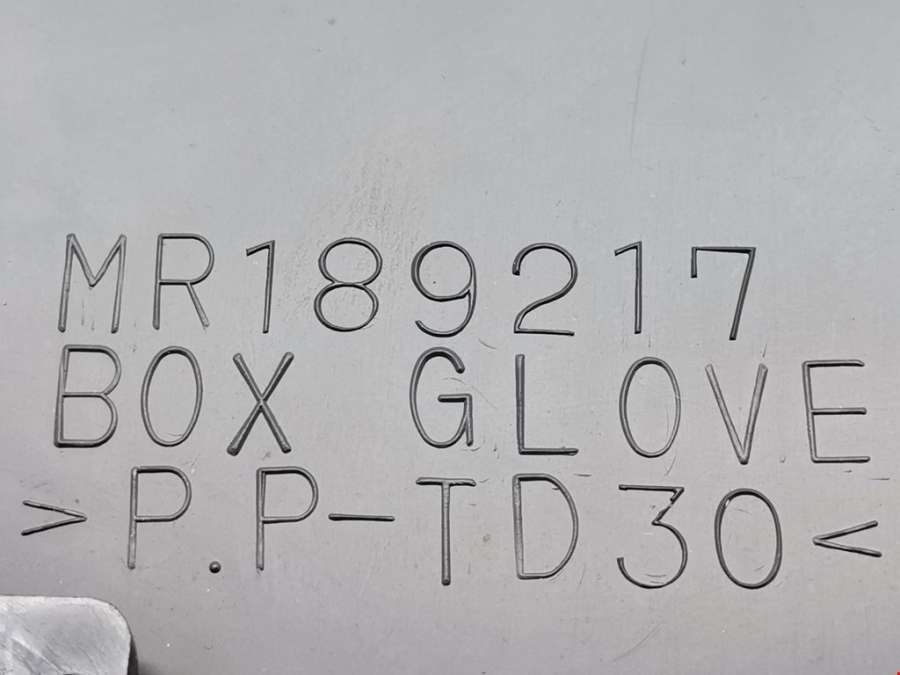 MR189217
BOX GLOVE
>P.P-TD30<